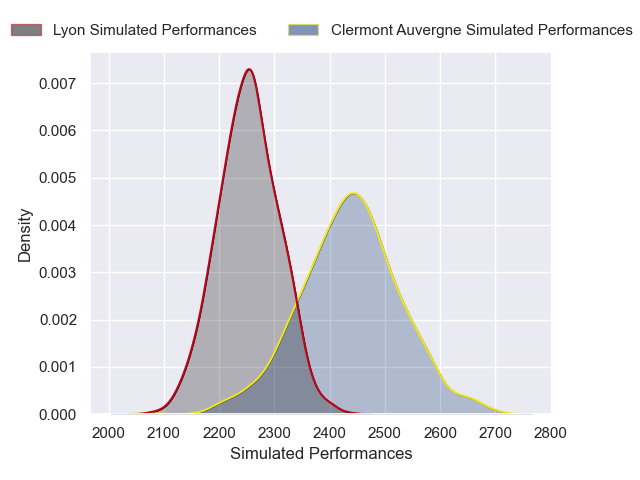 Lyon Simulated Performances Clermont Auvergne Simulated Performances
0.007
0.006
0.005
0.004
0.003
0.002
0.001
0.000
Density
2000 2100 2200 2300 2400 2500 2600 2700 2800
Simulated Performances